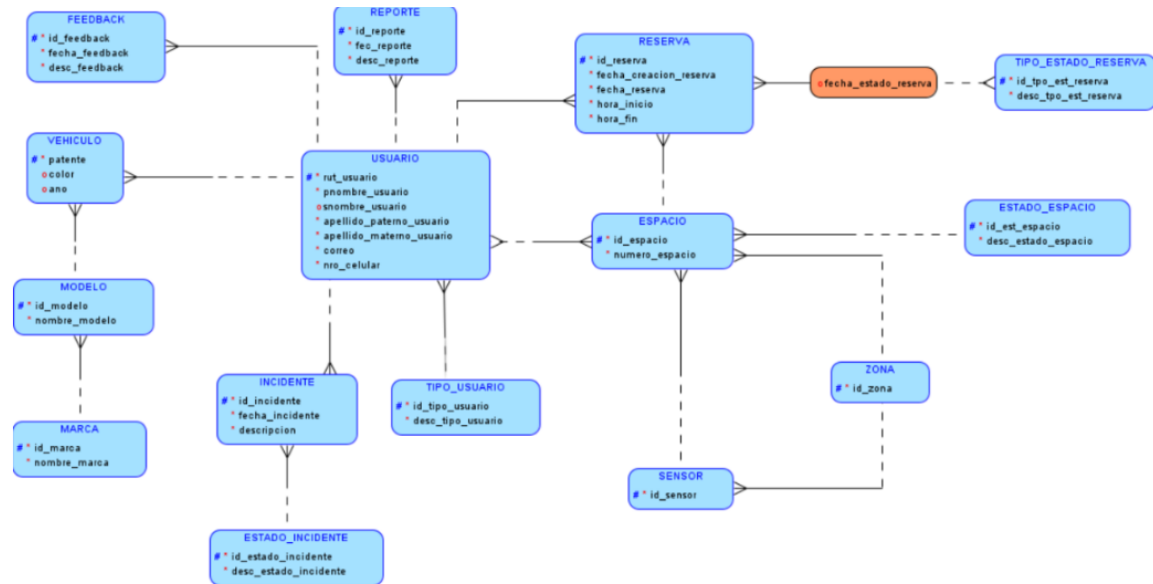 FEEDBACK
# * id_feedback
* fecha_feedback
* desc_feedback
REPORTE
# * id_reporte
* fec_reporte
* desc_reporte
RESERVA
# * id_reserva
* fecha_creacion_reserva
* fecha_reserva
* hora_inicio
* hora_fin
o fecha_estado_reserva
TIPO_ESTADO_RESERVA
# * id_tpo_est_reserva
* desc_tpo_est_reserva
VEHICULO
# * patente
o color
o ano
USUARIO
# * rut_usuario
* pnombre_usuario
o snombre_usuario
* apellido_paterno_usuario
* apellido_materno_usuario
* correo
* nro_celular
ESPACIO
# * id_espacio
* numero_espacio
ESTADO_ESPACIO
# * id_est_espacio
* desc_estado_espacio
MODELO
# * id_modelo
* nombre_modelo
INCIDENTE
# * id_incidente
* fecha_incidente
* descripcion
TIPO_USUARIO
# * id_tipo_usuario
* desc_tipo_usuario
ZONA
# * id_zona
MARCA
# * id_marca
* nombre_marca
SENSOR
# * id_sensor
ESTADO_INCIDENTE
# * id_estado_incidente
* desc_estado_incidente